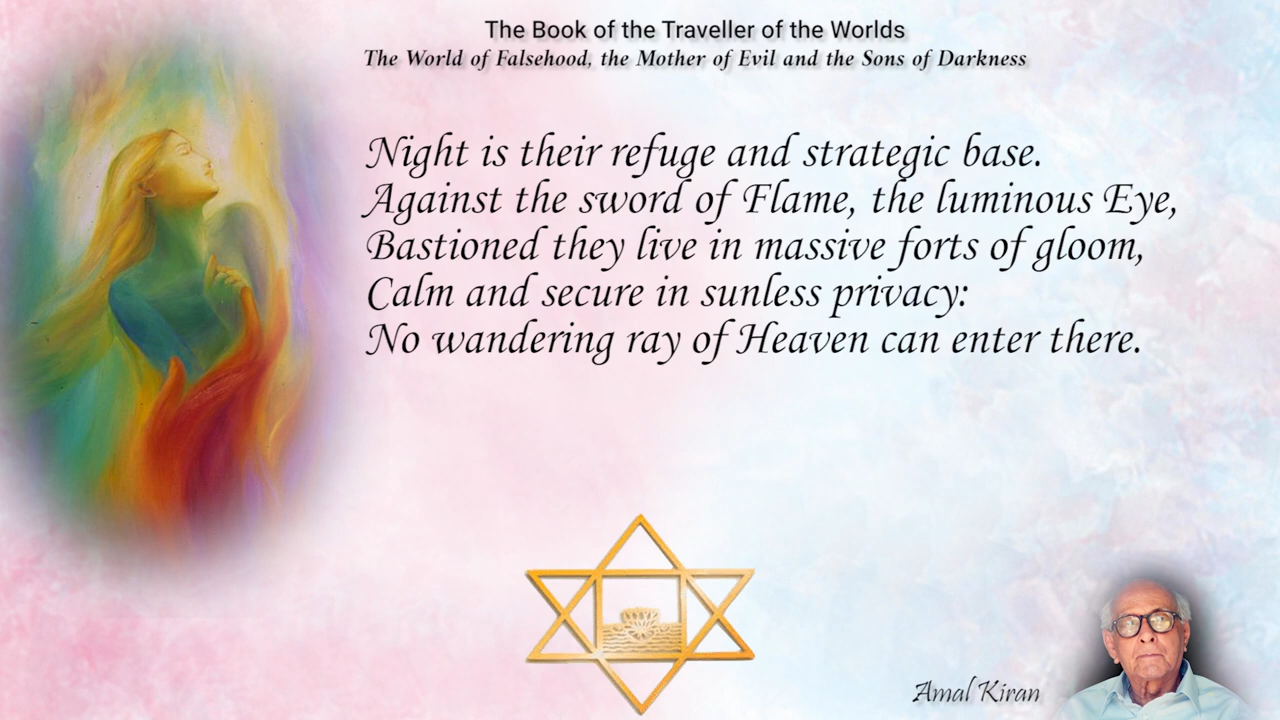 The Book of the Traveller of the Worlds
The World of Falsehood, the Mother of Evil and the Sons of Darkness
Night is their refuge and strategic base.
Against the sword of Flame, the luminous Eye,
Bastioned they live in massive forts of gloom,
Calm and secure in sunless privacy:
No wandering ray of Heaven can enter there.
Amal Kiran